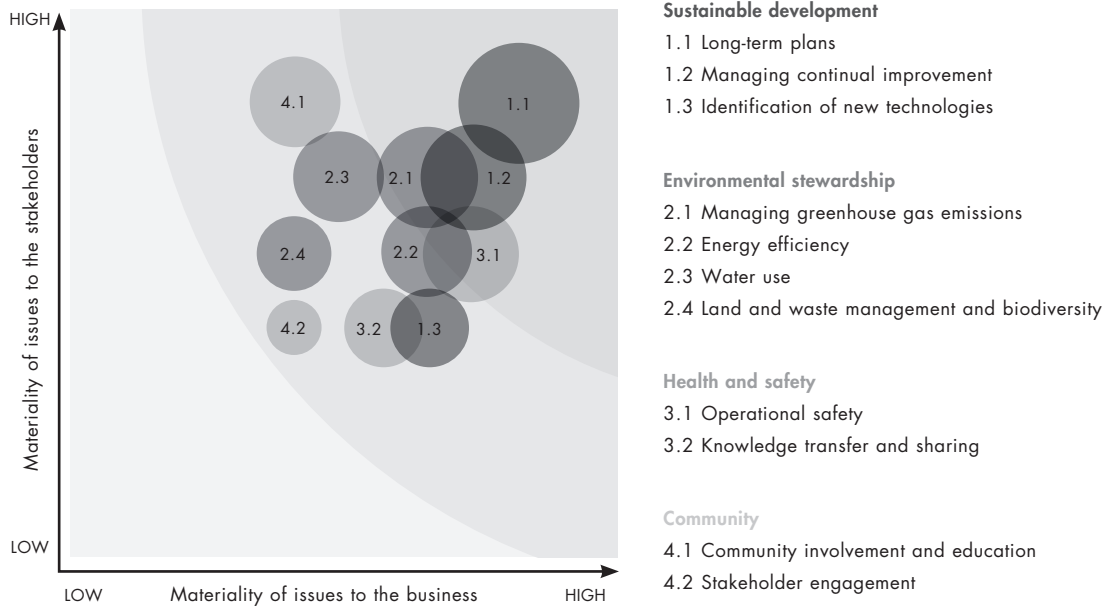 HIGH
Materiality of issues to the stakeholders
LOW
4.1
1.1
2.3
2.1
1.2
2.4
2.2
3.1
4.2
3.2
1.3
LOW
Materiality of issues to the business
HIGH
Sustainable development
1.1 Long-term plans
1.2 Managing continual improvement
1.3 Identification of new technologies
Environmental stewardship
2.1 Managing greenhouse gas emissions
2.2 Energy efficiency
2.3 Water use
2.4 Land and waste management and biodiversity
Health and safety
3.1 Operational safety
3.2 Knowledge transfer and sharing
Community
4.1 Community involvement and education
4.2 Stakeholder engagement